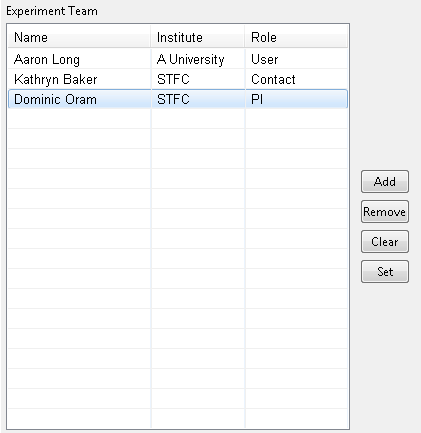 Experiment Team
Name Institute Role
Aaron Long A University User
Kathryn Baker STFC Contact
Dominic Oram STFC PI
Add
Remove
Clear
Set